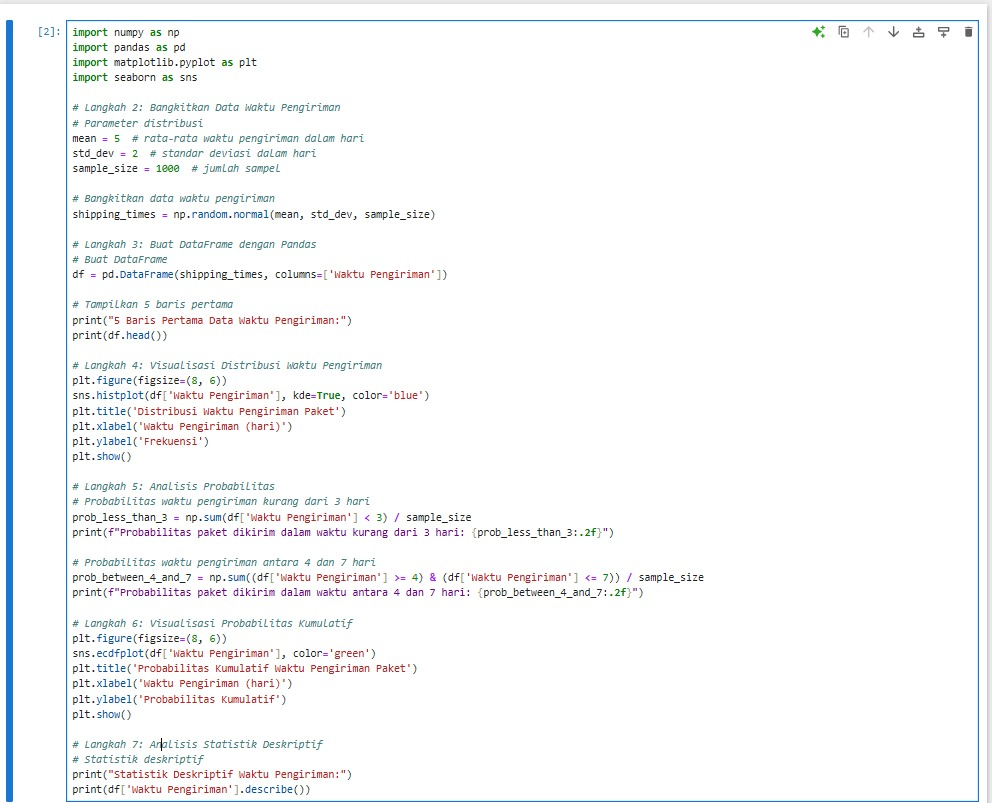 [2]:
import numpy as np
import pandas as pd
import matplotlib.pyplot as plt
import seaborn as sns
# Langkah 2: Bangkitkan Data Waktu Pengiriman
# Parameter distribusi
mean = 5  # rata-rata waktu pengiriman dalam hari
std_dev = 2  # standar deviasi dalam hari
sample_size = 1000  # jumlah sampel
# Bangkitkan data waktu pengiriman
shipping_times = np.random.normal(mean, std_dev, sample_size)
# Langkah 3: Buat DataFrame dengan Pandas
# Buat DataFrame
df = pd.DataFrame(shipping_times, columns=['Waktu Pengiriman'])
# Tampilkan 5 baris pertama
print("5 Baris Pertama Data Waktu Pengiriman:")
print(df.head())
# Langkah 4: Visualisasi Distribusi Waktu Pengiriman
plt.figure(figsize=(8, 6))
sns.histplot(df['Waktu Pengiriman'], kde=True, color='blue')
plt.title('Distribusi Waktu Pengiriman Paket')
plt.xlabel('Waktu Pengiriman (hari)')
plt.ylabel('Frekuensi')
plt.show()
# Langkah 5: Analisis Probabilitas
# Probabilitas waktu pengiriman kurang dari 3 hari
prob_less_than_3 = np.sum(df['Waktu Pengiriman'] < 3) / sample_size
print(f"Probabilitas paket dikirim dalam waktu kurang dari 3 hari: {prob_less_than_3:.2f}")
# Probabilitas waktu pengiriman antara 4 dan 7 hari
prob_between_4_and_7 = np.sum((df['Waktu Pengiriman'] >= 4) & (df['Waktu Pengiriman'] <= 7)) / sample_size
print(f"Probabilitas paket dikirim dalam waktu antara 4 dan 7 hari: {prob_between_4_and_7:.2f}")
# Langkah 6: Visualisasi Probabilitas Kumulatif
plt.figure(figsize=(8, 6))
sns.ecdfplot(df['Waktu Pengiriman'], color='green')
plt.title('Probabilitas Kumulatif Waktu Pengiriman Paket')
plt.xlabel('Waktu Pengiriman (hari)')
plt.ylabel('Probabilitas Kumulatif')
plt.show()
# Langkah 7: Analisis Statistik Deskriptif
# Statistik deskriptif
print("Statistik Deskriptif Waktu Pengiriman:")
print(df['Waktu Pengiriman'].describe())